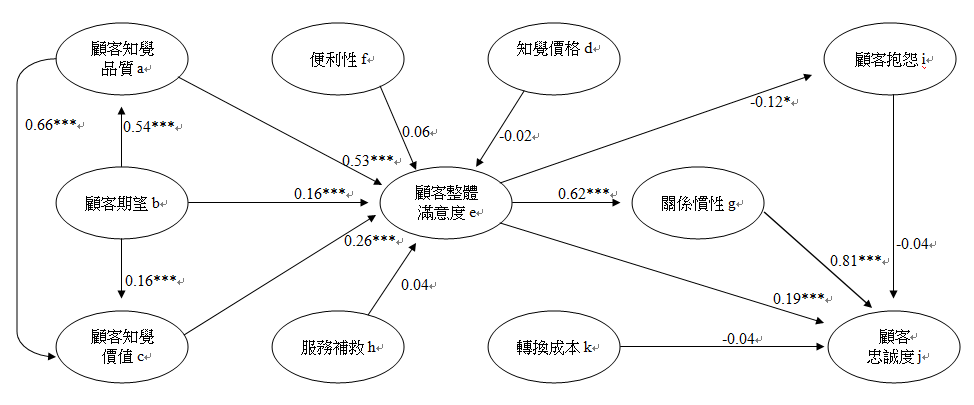 顧客知覺
品質 a
便利性 f
知覺價格 d
顧客抱怨 i
0.66***
0.54***
0.06
-0.02
-0.12*
0.53***
顧客期望 b
0.16***
顧客整體
滿意度 e
0.62***
關係慣性 g
0.26***
-0.04
0.81***
0.16***
0.04
0.19***
顧客知覺
價值 c
服務補救 h
轉換成本 k
-0.04
顧客
忠誠度 j